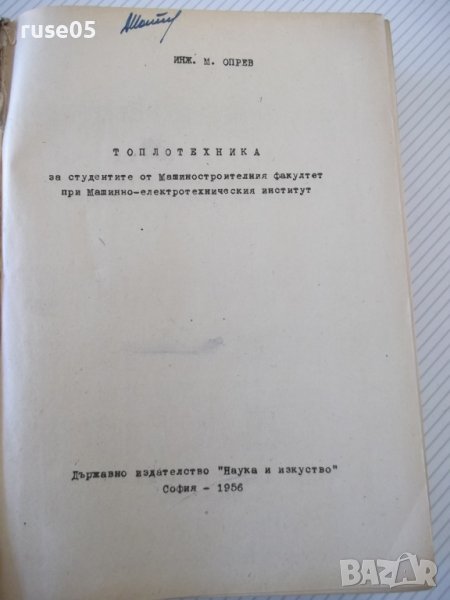 ruse05
ИНЖ. М. ОПРЕВ
ТОПЛОТЕХНИКА
за студентите от Машиностроителния факултет
при Машинно-електротехническия институт
Държавно издателство "Наука и изкуство"
София - 1956
BAZAR